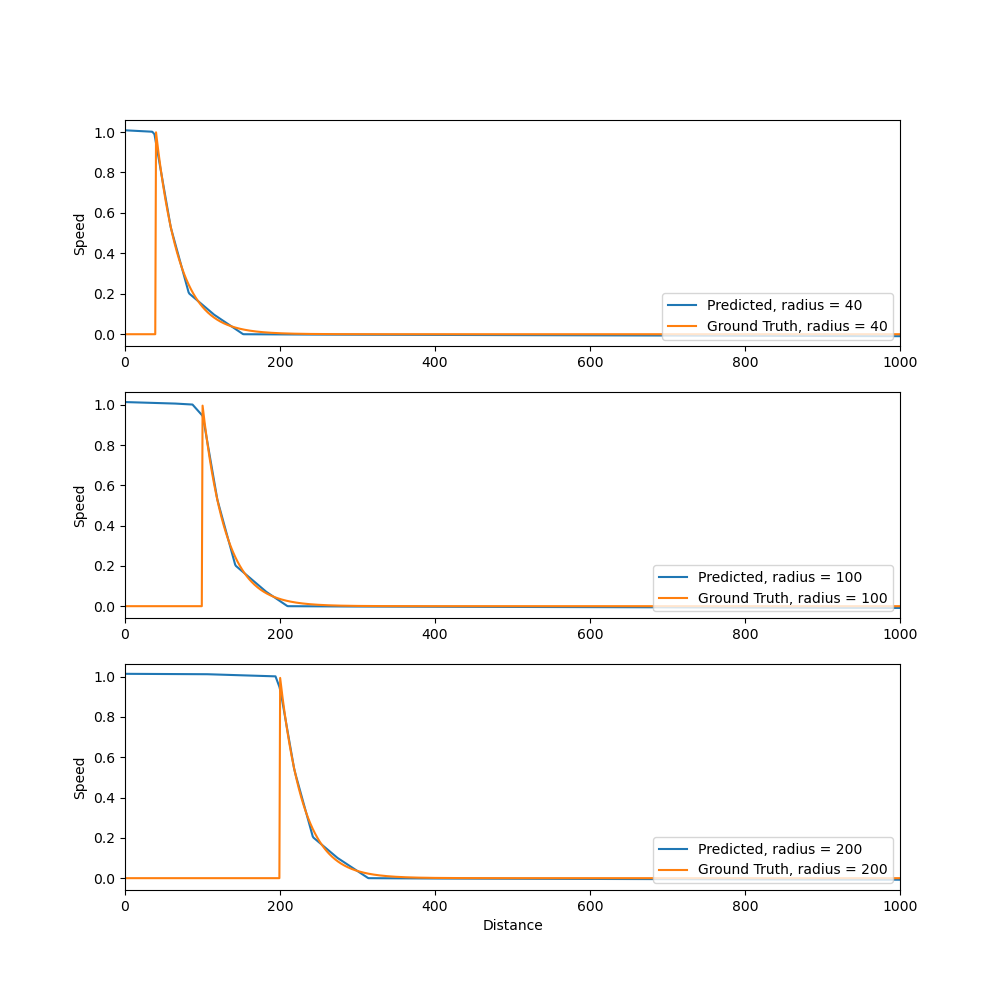 1.0
0.8
0.6
0.4
0.2
0.0
Speed
Predicted, radius = 40
Ground Truth, radius = 40
0 200 400 600 800 1000
1.0
0.8
0.6
0.4
0.2
0.0
Speed
Predicted, radius = 100
Ground Truth, radius = 100
0 200 400 600 800 1000
1.0
0.8
0.6
0.4
0.2
0.0
Speed
Predicted, radius = 200
Ground Truth, radius = 200
0 200 400 600 800 1000
Distance